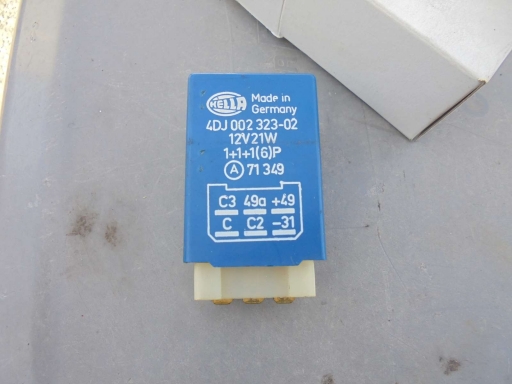 HELLA
Made in
Germany
4DJ 002 323-02
12V21W
1+1+1(6)P
A 71 349
C3 49a +49
C C2 -31